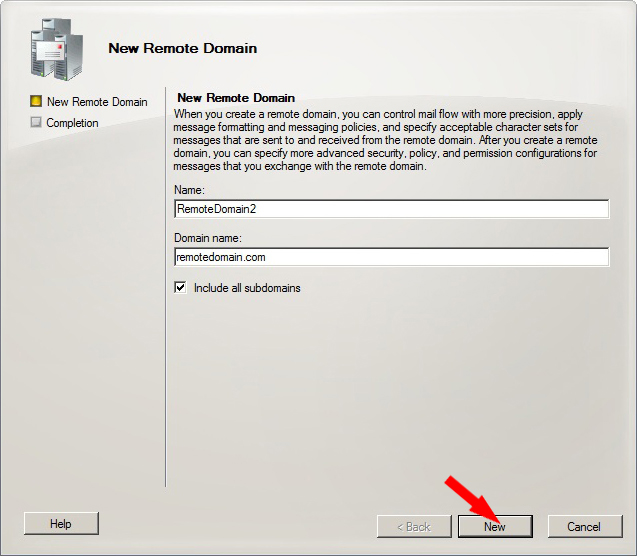 New Remote Domain
New Remote Domain
Completion
New Remote Domain
When you create a remote domain, you can control mail flow with more precision, apply
message formatting and messaging policies, and specify acceptable character sets for
messages that are sent to and received from the remote domain. After you create a remote
domain, you can specify more advanced security, policy, and permission configurations for
messages that you exchange with the remote domain.
Name:
RemoteDomain2
Domain name:
remotedomain.com
Include all subdomains
Help
< Back
New
Cancel